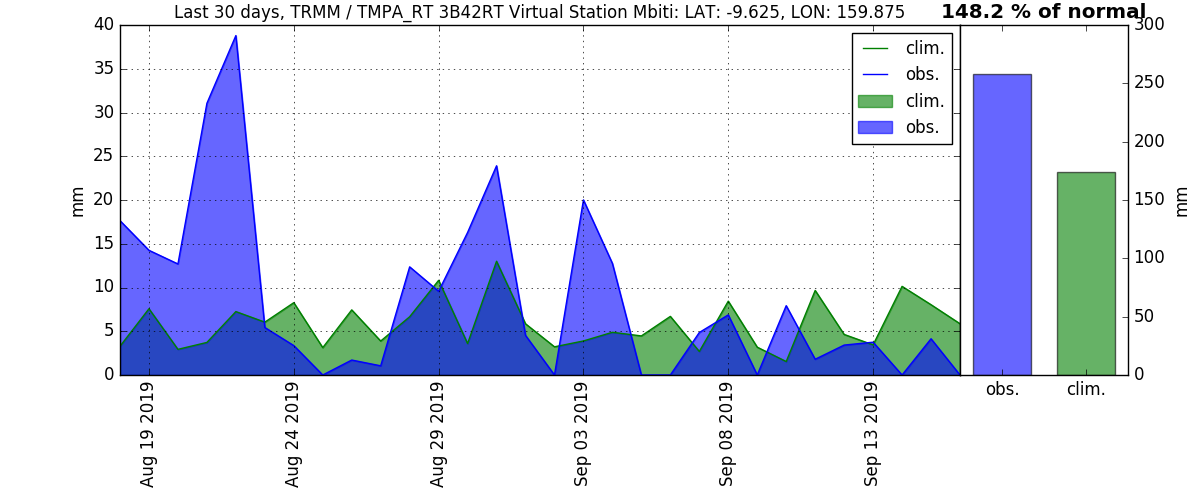 Last 30 days, TRMM / TMPA_RT 3B42RT Virtual Station Mbiti: LAT: -9.625, LON: 159.875
148.2 % of normal
40
35
30
25
20
15
10
5
0
mm
clim.
obs.
clim.
obs.
300
250
200
150
100
50
0
mm
obs.
clim.
Aug 19 2019
Aug 24 2019
Aug 29 2019
Sep 03 2019
Sep 08 2019
Sep 13 2019